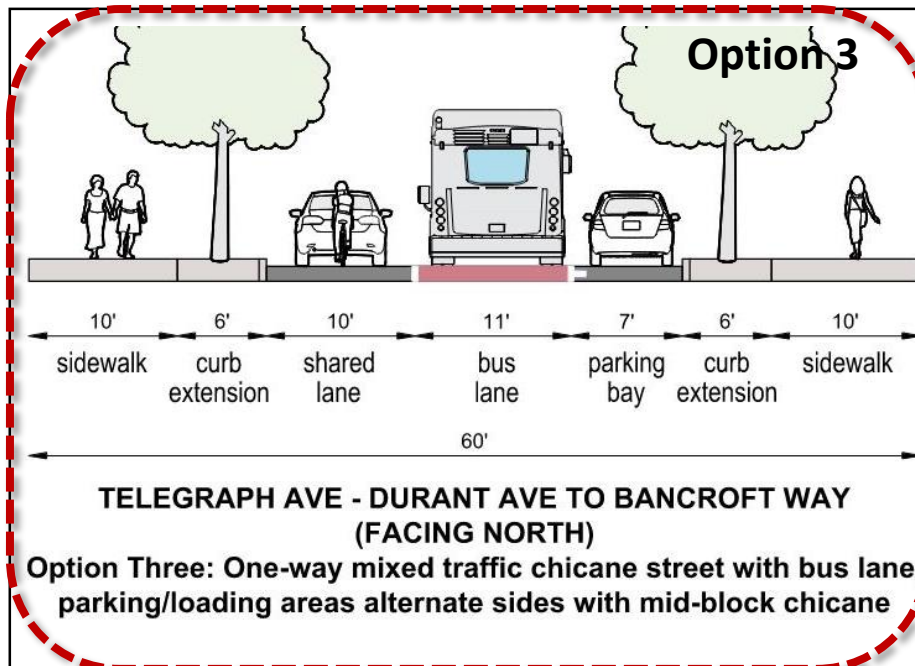 Option 3
10' 6' 10' 11' 7' 6' 10'
sidewalk curb extension shared lane bus lane parking bay curb extension sidewalk
60'
TELEGRAPH AVE - DURANT AVE TO BANCROFT WAY
(FACING NORTH)
Option Three: One-way mixed traffic chicane street with bus lane
parking/loading areas alternate sides with mid-block chicane